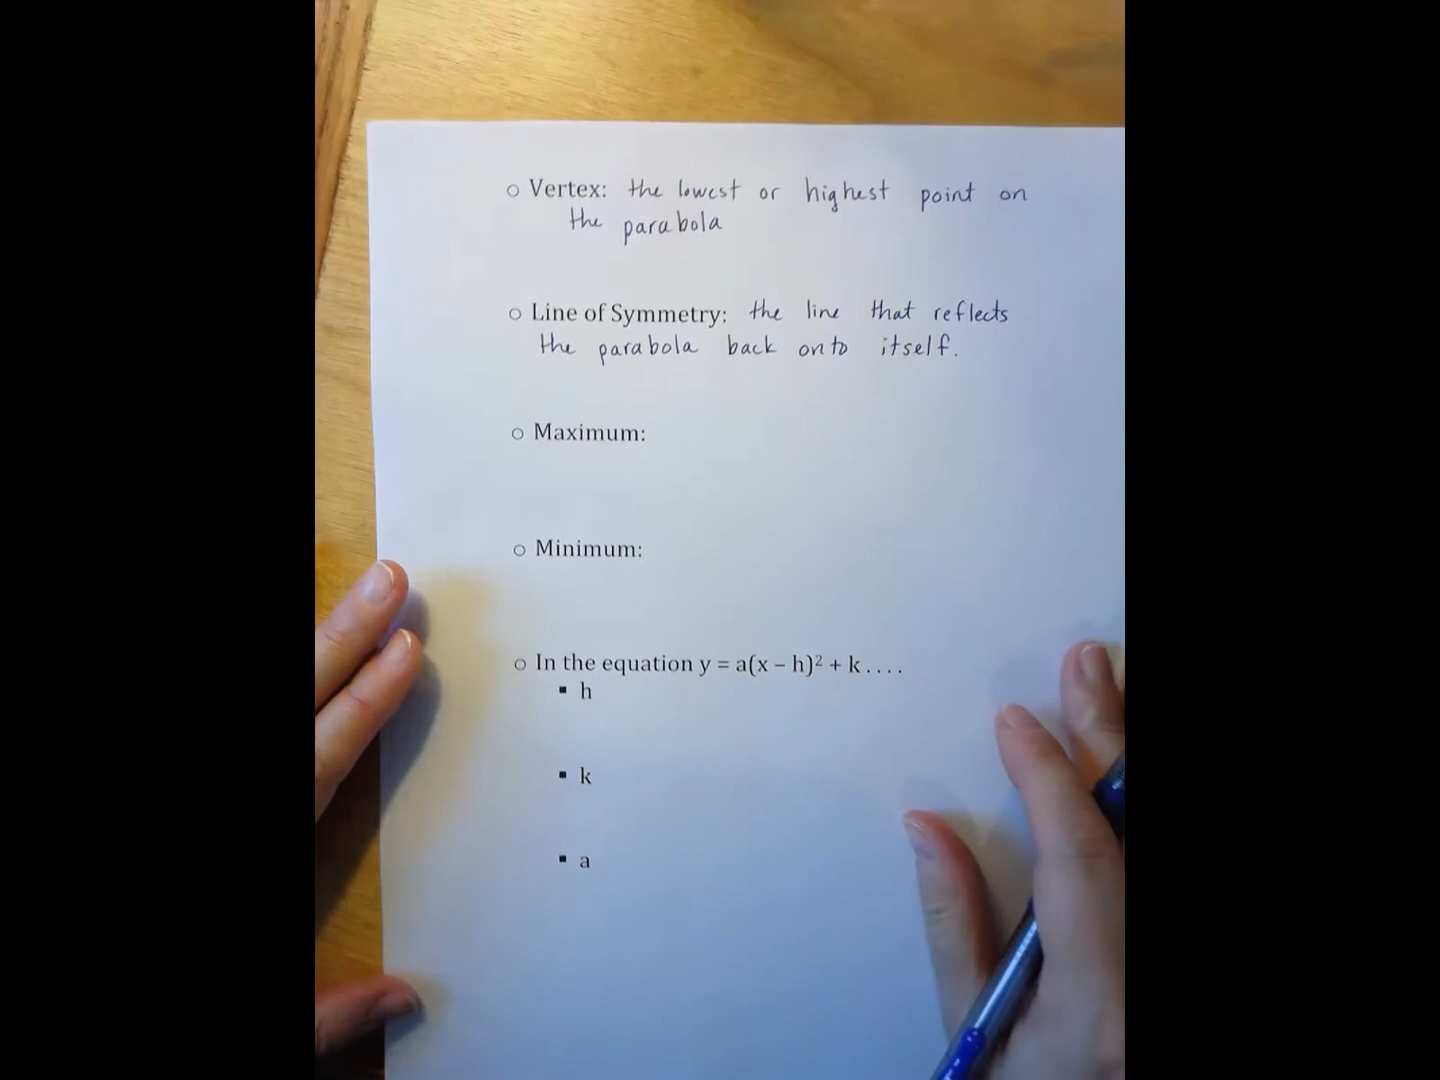 ○ Vertex: the lowest or highest point on
the parabola
○ Line of Symmetry: the line that reflects
the parabola back onto itself.
○ Maximum:
○ Minimum:
○ In the equation y = a(x – h)² + k . . . .
▪ h
▪ k
▪ a